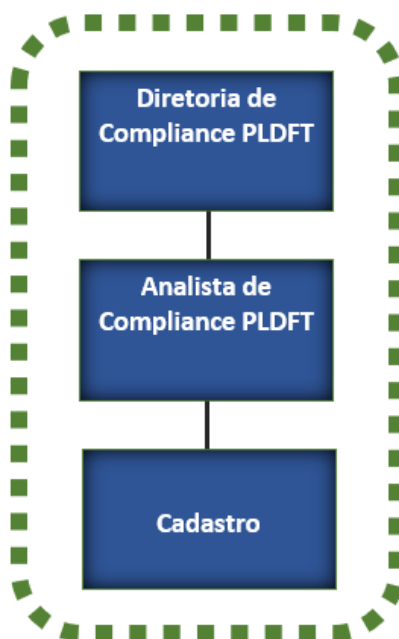 Diretoria de
Compliance PLDFT
Analista de
Compliance PLDFT
Cadastro